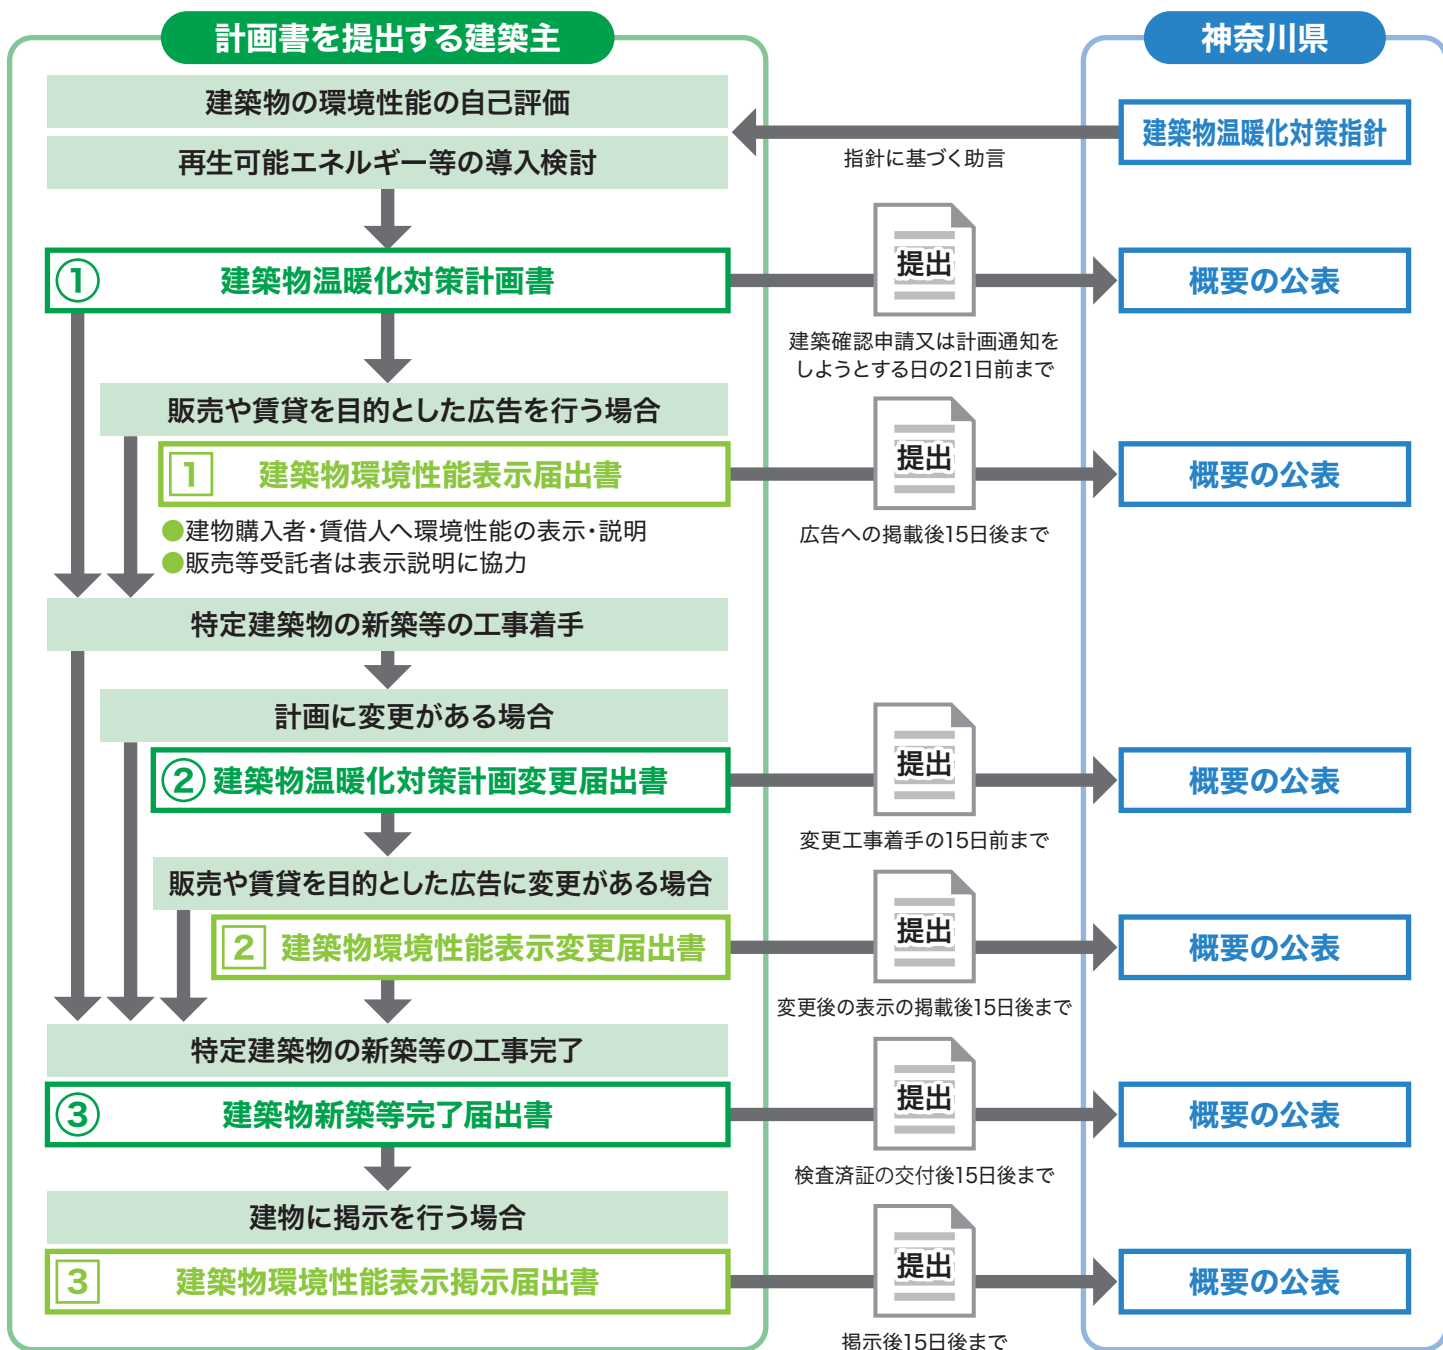 計画書を提出する建築主
神奈川県
建築物の環境性能の自己評価
再生可能エネルギー等の導入検討
建築物温暖化対策指針
指針に基づく助言
① 建築物温暖化対策計画書
提出
概要の公表
建築確認申請又は計画通知を
しようとする日の21日前まで
販売や賃貸を目的とした広告を行う場合
1 建築物環境性能表示届出書
提出
概要の公表
●建物購入者・賃借人へ環境性能の表示・説明
●販売等受託者は表示説明に協力
広告への掲載後15日後まで
特定建築物の新築等の工事着手
計画に変更がある場合
② 建築物温暖化対策計画変更届出書
提出
概要の公表
変更工事着手の15日前まで
販売や賃貸を目的とした広告に変更がある場合
2 建築物環境性能表示変更届出書
提出
概要の公表
変更後の表示の掲載後15日後まで
特定建築物の新築等の工事完了
③ 建築物新築等完了届出書
提出
概要の公表
検査済証の交付後15日後まで
建物に掲示を行う場合
3 建築物環境性能表示掲示届出書
提出
概要の公表
掲示後15日後まで